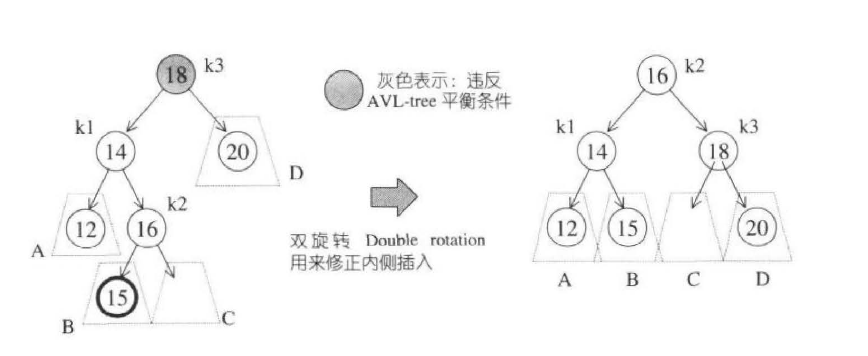 18 k3
k1
14
20
D
k2
12
16
A
15
B
C
灰色表示：违反
AVL-tree 平衡条件
双旋转 Double rotation
用来修正内侧插入
16 k2
k1
14
k3
18
12
15
20
A B C D